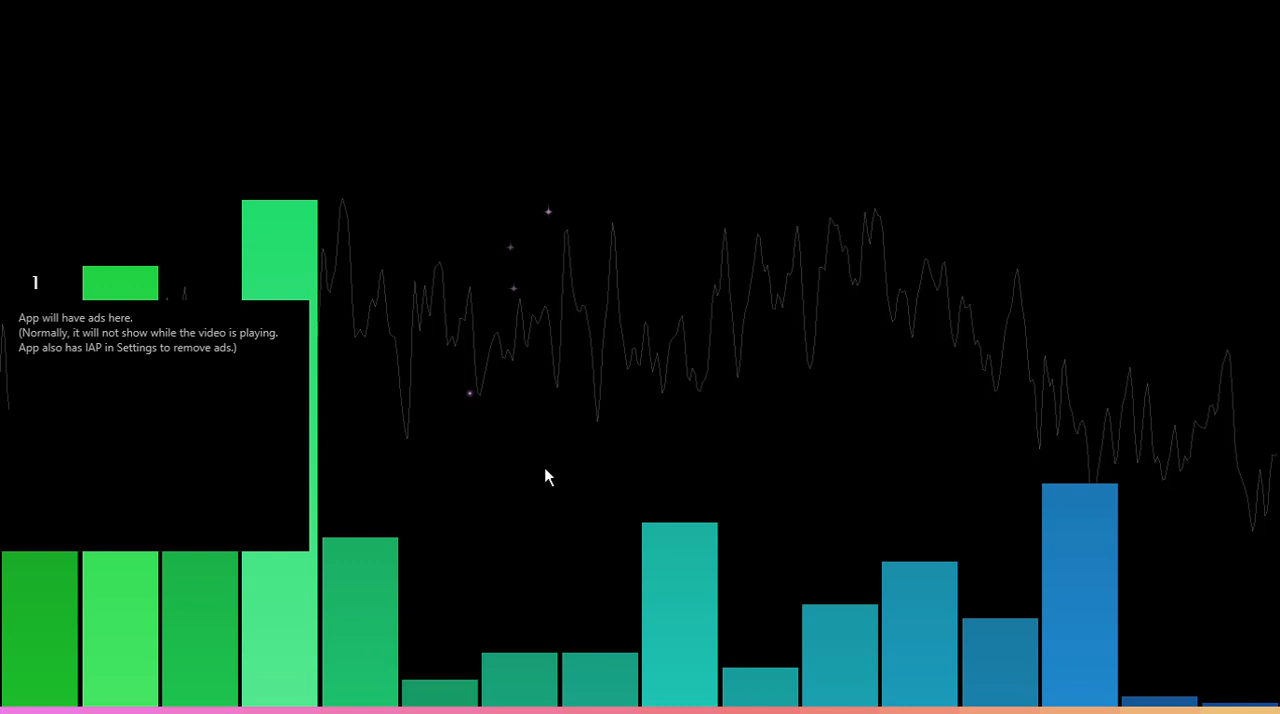 1
App will have ads here.
(Normally, it will not show while the video is playing.
App also has IAP in Settings to remove ads.)